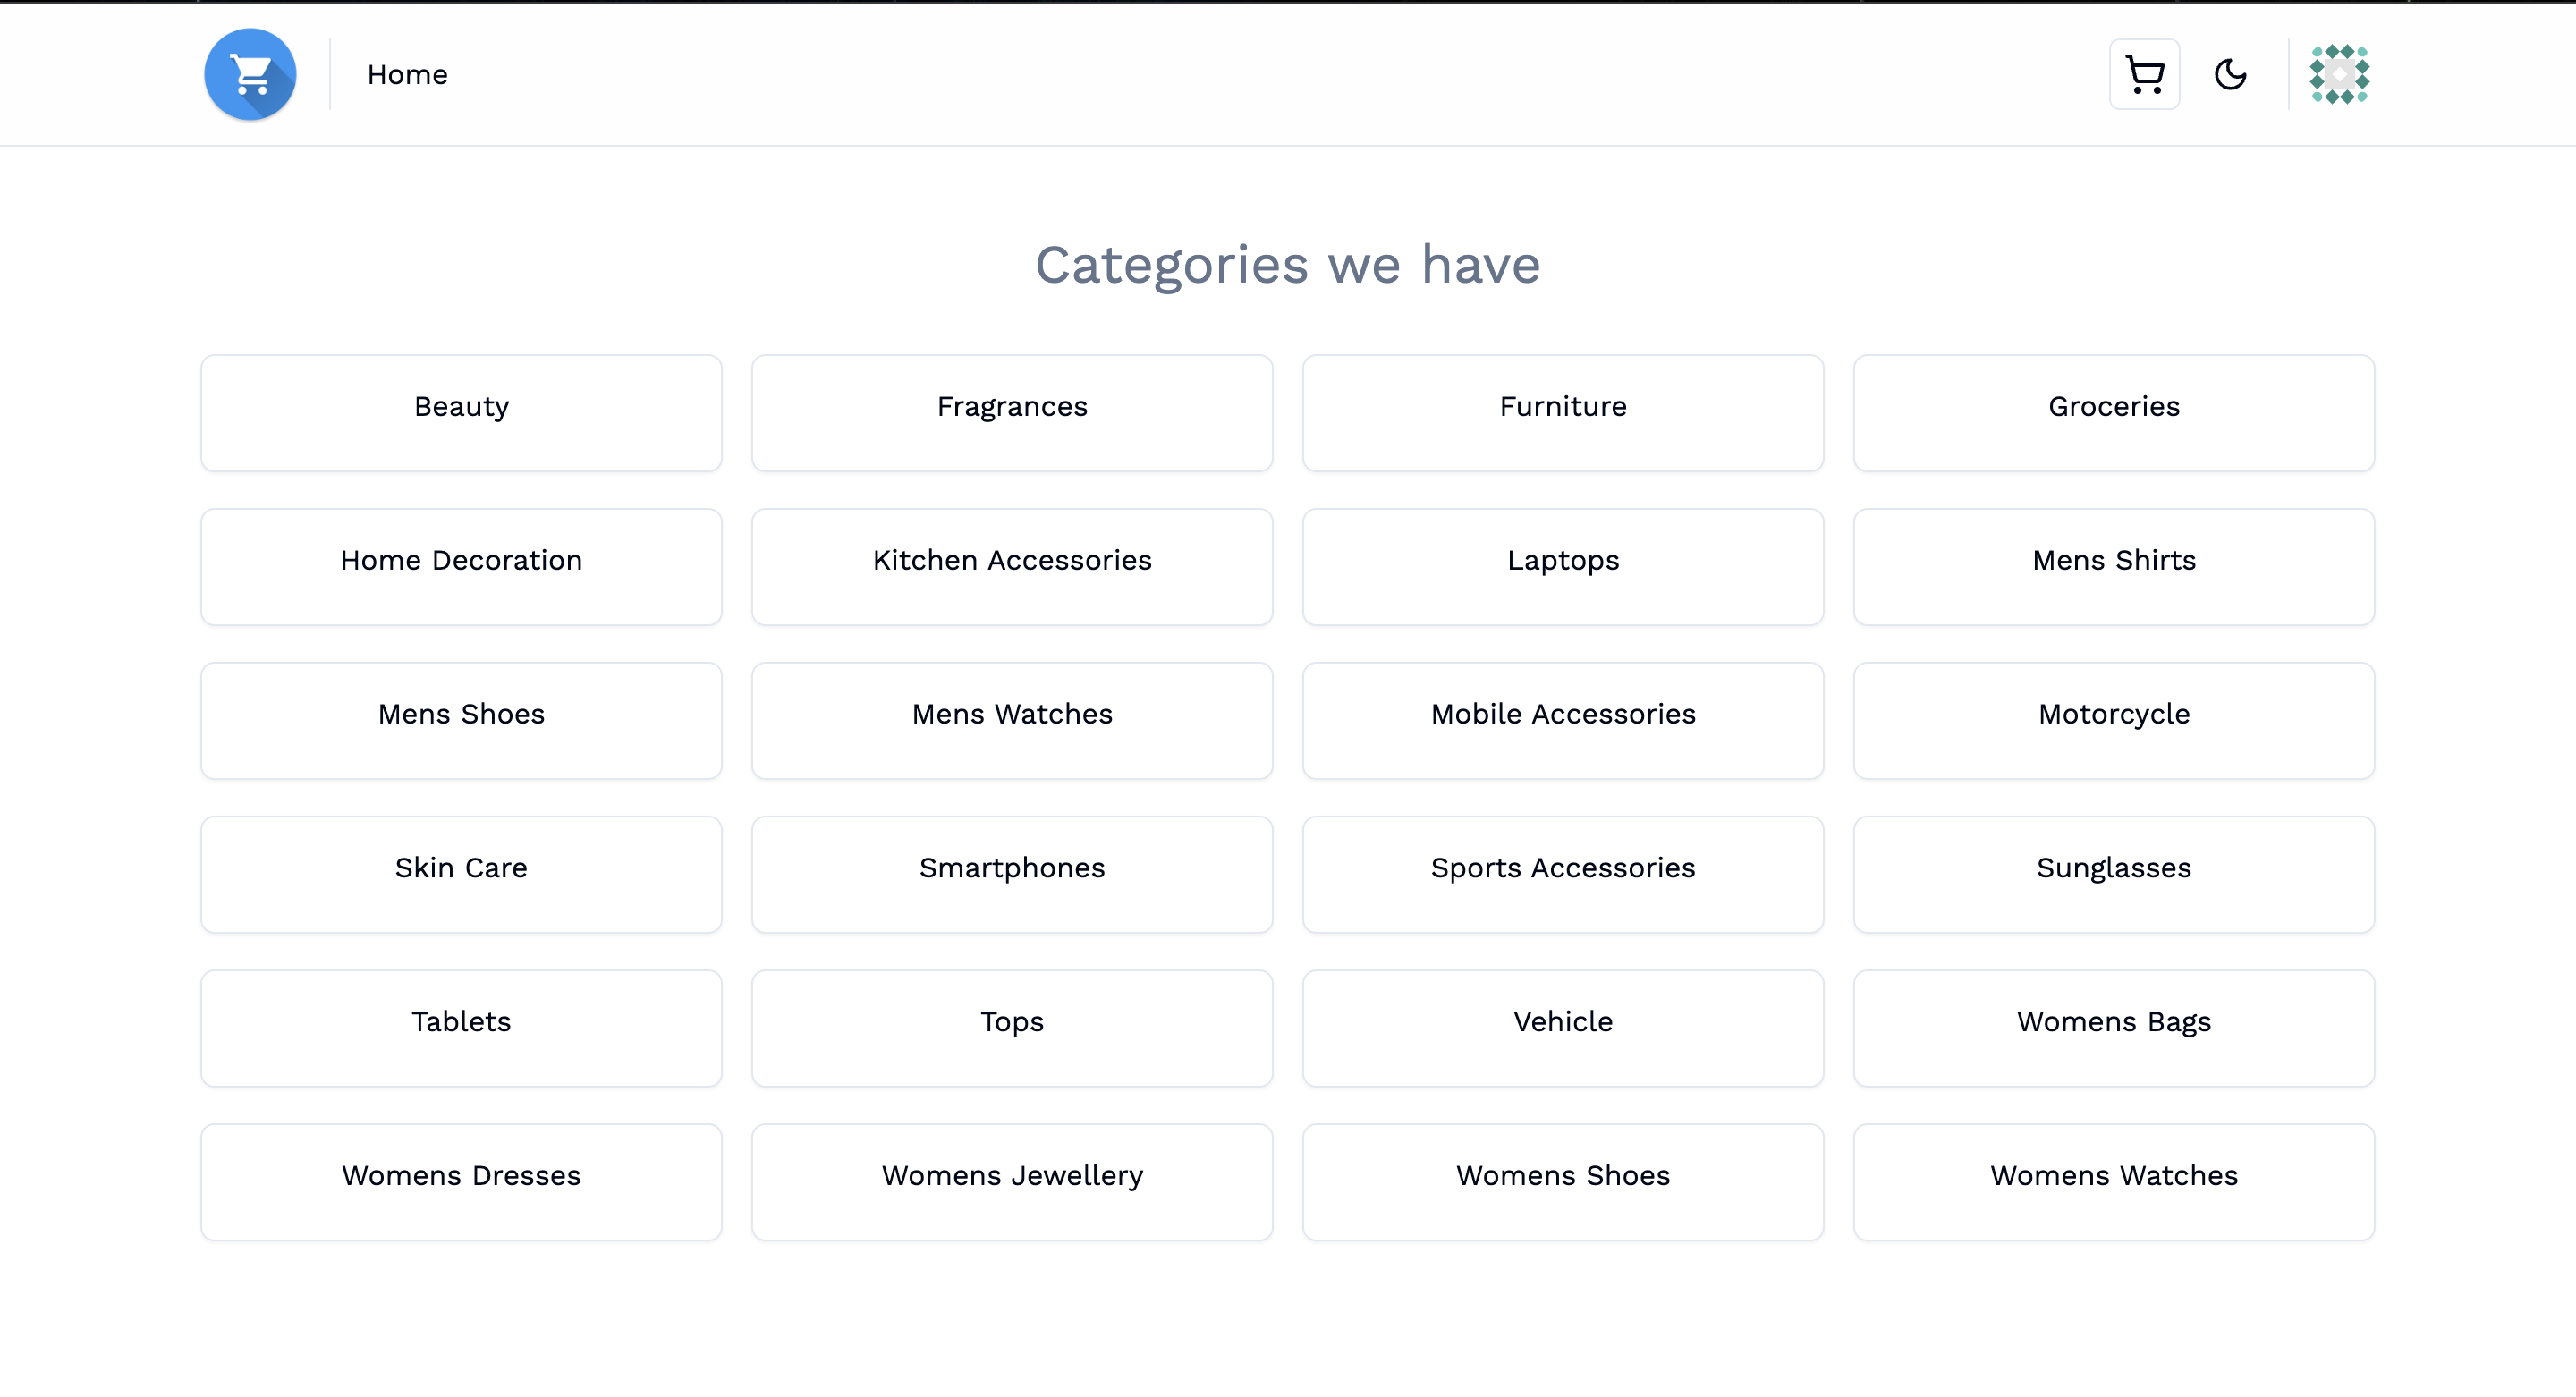 Home
Categories we have
Beauty
Fragrances
Furniture
Groceries
Home Decoration
Kitchen Accessories
Laptops
Mens Shirts
Mens Shoes
Mens Watches
Mobile Accessories
Motorcycle
Skin Care
Smartphones
Sports Accessories
Sunglasses
Tablets
Tops
Vehicle
Womens Bags
Womens Dresses
Womens Jewellery
Womens Shoes
Womens Watches